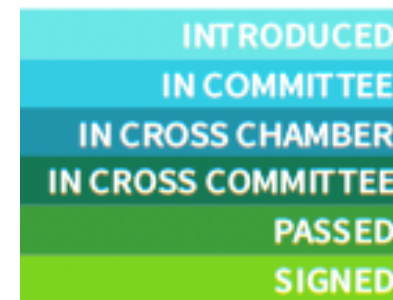 INTRODUCED
IN COMMITTEE
IN CROSS CHAMBER
IN CROSS COMMITTEE
PASSED
SIGNED